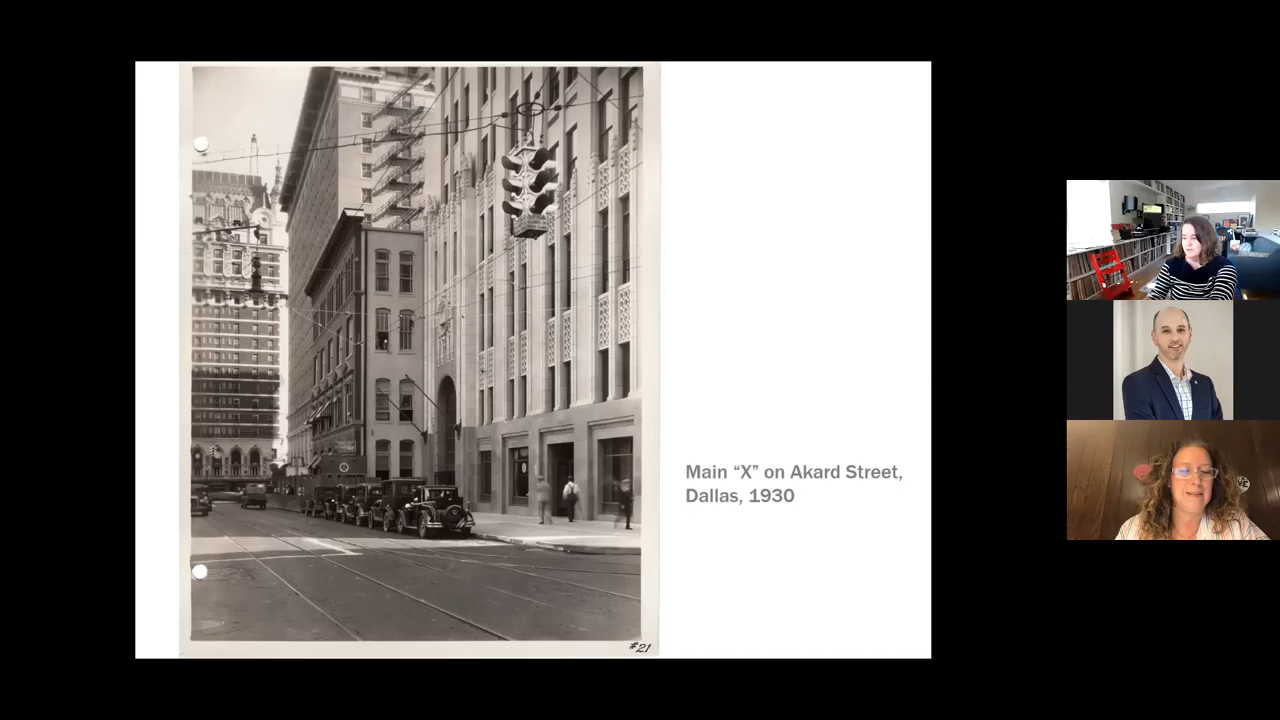 Main “X” on Akard Street,
Dallas, 1930
#21